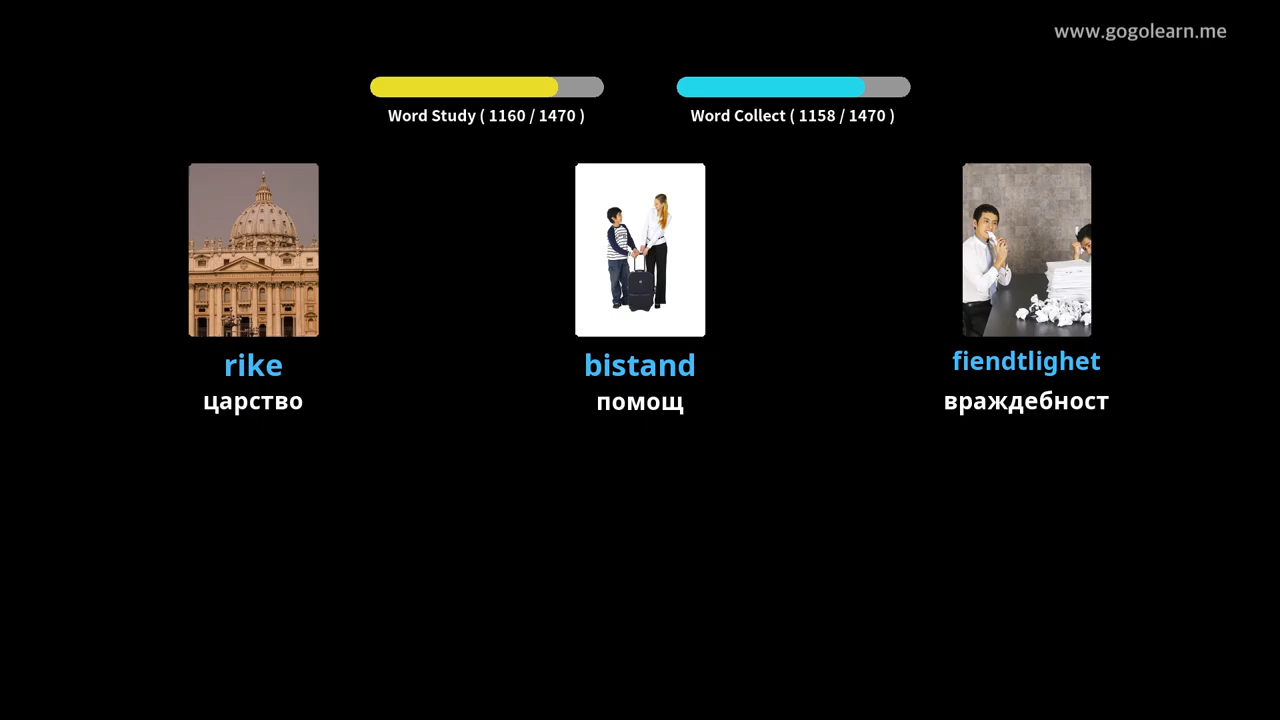 www.gogolearn.me
Word Study ( 1160 / 1470 )
Word Collect ( 1158 / 1470 )
rike
bistand
fiendtlighet
царство
помощ
враждебност